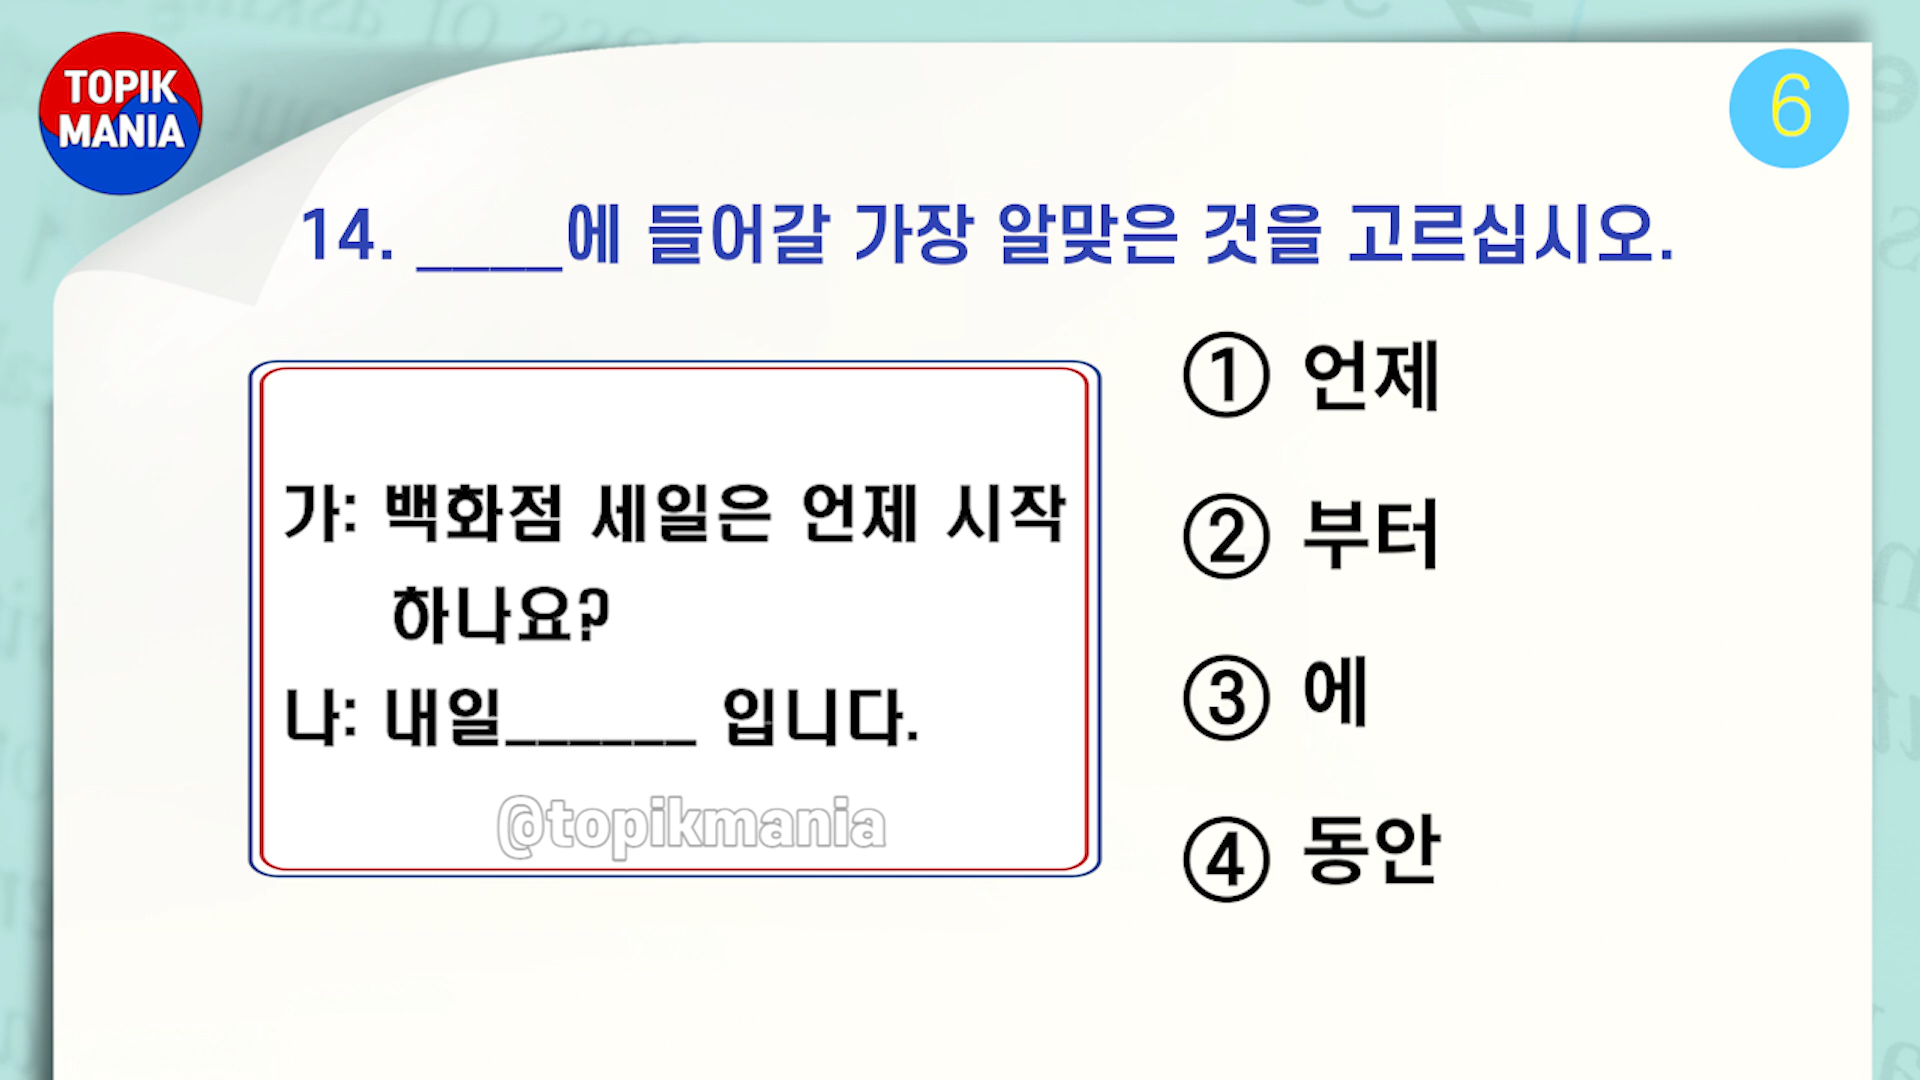 TOPIK
MANIA
6
14. ____에 들어갈 가장 알맞은 것을 고르십시오.
가: 백화점 세일은 언제 시작
하나요?
나: 내일______ 입니다.
@topikmania
① 언제
② 부터
③ 에
④ 동안